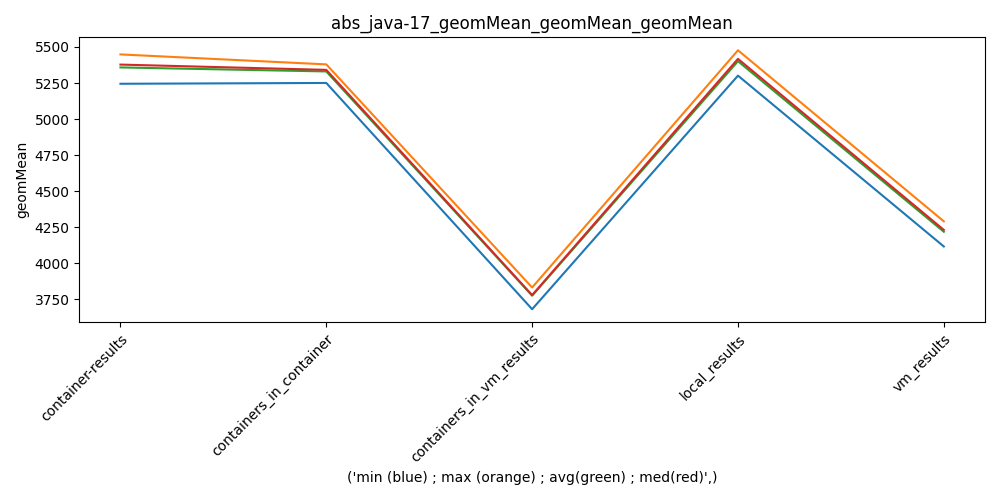 abs_java-17_geomMean_geomMean_geomMean
geomMean
5500
5250
5000
4750
4500
4250
4000
3750
container-results
containers_in_container
containers_in_vm_results
local_results
vm_results
('min (blue) ; max (orange) ; avg(green) ; med(red)',)